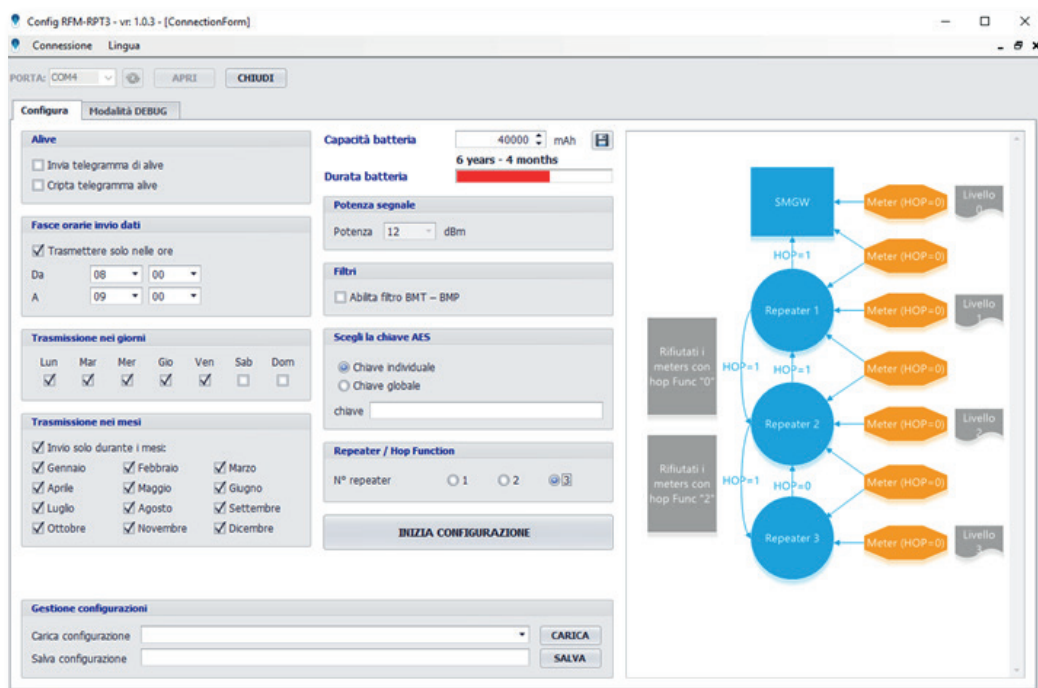 Config RFM-RPT3 - vr: 1.0.3 - [ConnectionForm]
Connessione Lingua
PORTA: COM4 APRI CHIUDI
Configura Modalità DEBUG
Alive
Invia telegramma di alive
Cripta telegramma alive
Fasce orarie invio dati
Trasmettere solo nelle ore
Da 08 00
A 09 00
Trasmissione nei giorni
Lun Mar Mer Gio Ven Sab Dom
Trasmissione nei mesi
Invio solo durante i mesi:
Gennaio Febbraio Marzo
Aprile Maggio Giugno
Luglio Agosto Settembre
Ottobre Novembre Dicembre
Capacità batteria 40000 mAh
6 years - 4 months
Durata batteria
Potenza segnale
Potenza 12 dBm
Filtri
Abilita filtro BMT – BMP
Scegli la chiave AES
Chiave individuale
Chiave globale
chiave
Repeater / Hop Function
N° repeater 1 2 3
INIZIA CONFIGURAZIONE
Gestione configurazioni
Carica configurazione CARICA
Salva configurazione SALVA
SMGW
Meter (HOP=0)
Livello
0
HOP=1
Meter (HOP=0)
Repeater 1
Meter (HOP=0)
Livello
1
Rifiutati i
meters con
hop Func "0"
HOP=1
HOP=1
Meter (HOP=0)
Repeater 2
Meter (HOP=0)
Livello
2
Rifiutati i
meters con
hop Func "2"
HOP=1
HOP=0
Meter (HOP=0)
Repeater 3
Meter (HOP=0)
Livello
3